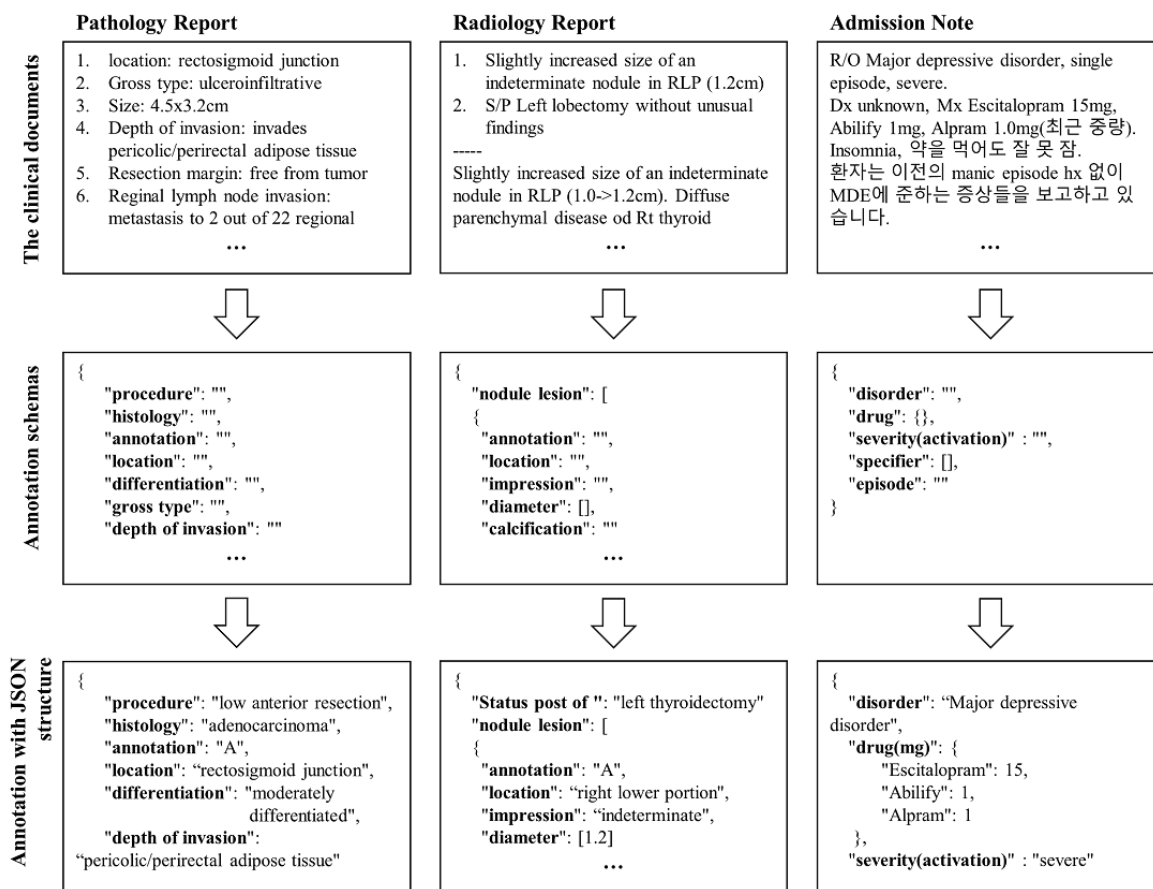 Pathology Report
Radiology Report
Admission Note
The clinical documents
1. location: rectosigmoid junction
2. Gross type: ulceroinfiltrative
3. Size: 4.5x3.2cm
4. Depth of invasion: invades
pericolic/perirectal adipose tissue
5. Resection margin: free from tumor
6. Reginal lymph node invasion:
metastasis to 2 out of 22 regional
...
1. Slightly increased size of an
indeterminate nodule in RLP (1.2cm)
2. S/P Left lobectomy without unusual
findings
-----
Slightly increased size of an indeterminate
nodule in RLP (1.0->1.2cm). Diffuse
parenchymal disease od Rt thyroid
...
R/O Major depressive disorder, single
episode, severe.
Dx unknown, Mx Escitalopram 15mg,
Abilify 1mg, Alpram 1.0mg(최근 중량).
Insomnia, 약을 먹어도 잘 못 잠.
환자는 이전의 manic episode hx 없이
MDE에 준하는 증상들을 보고하고 있
습니다.
...
Annotation schemas
{
"procedure": "",
"histology": "",
"annotation": "",
"location": "",
"differentiation": "",
"gross type": "",
"depth of invasion": ""
...
{
"nodule lesion": [
{
"annotation": "",
"location": "",
"impression": "",
"diameter": [],
"calcification": ""
...
{
"disorder": "",
"drug": {},
"severity(activation)" : "",
"specifier": [],
"episode": ""
}
Annotation with JSON
structure
{
"procedure": "low anterior resection",
"histology": "adenocarcinoma",
"annotation": "A",
"location": “rectosigmoid junction",
"differentiation": "moderately
differentiated",
"depth of invasion":
“pericolic/perirectal adipose tissue"
{
"Status post of ": "left thyroidectomy"
"nodule lesion": [
{
"annotation": "A",
"location": “right lower portion",
"impression": “indeterminate",
"diameter": [1.2]
...
{
"disorder": “Major depressive
disorder",
"drug(mg)": {
"Escitalopram": 15,
"Abilify": 1,
"Alpram": 1
},
"severity(activation)" : "severe"